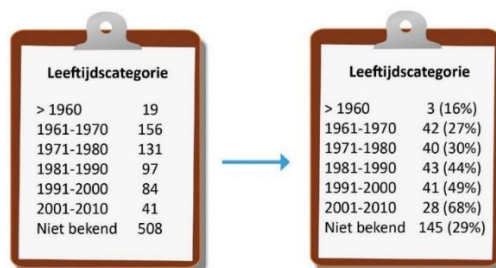 Leeftijdscategorie
> 1960 19
1961-1970 156
1971-1980 131
1981-1990 97
1991-2000 84
2001-2010 41
Niet bekend 508
Leeftijdscategorie
> 1960 3 (16%)
1961-1970 42 (27%)
1971-1980 40 (30%)
1981-1990 43 (44%)
1991-2000 41 (49%)
2001-2010 28 (68%)
Niet bekend 145 (29%)